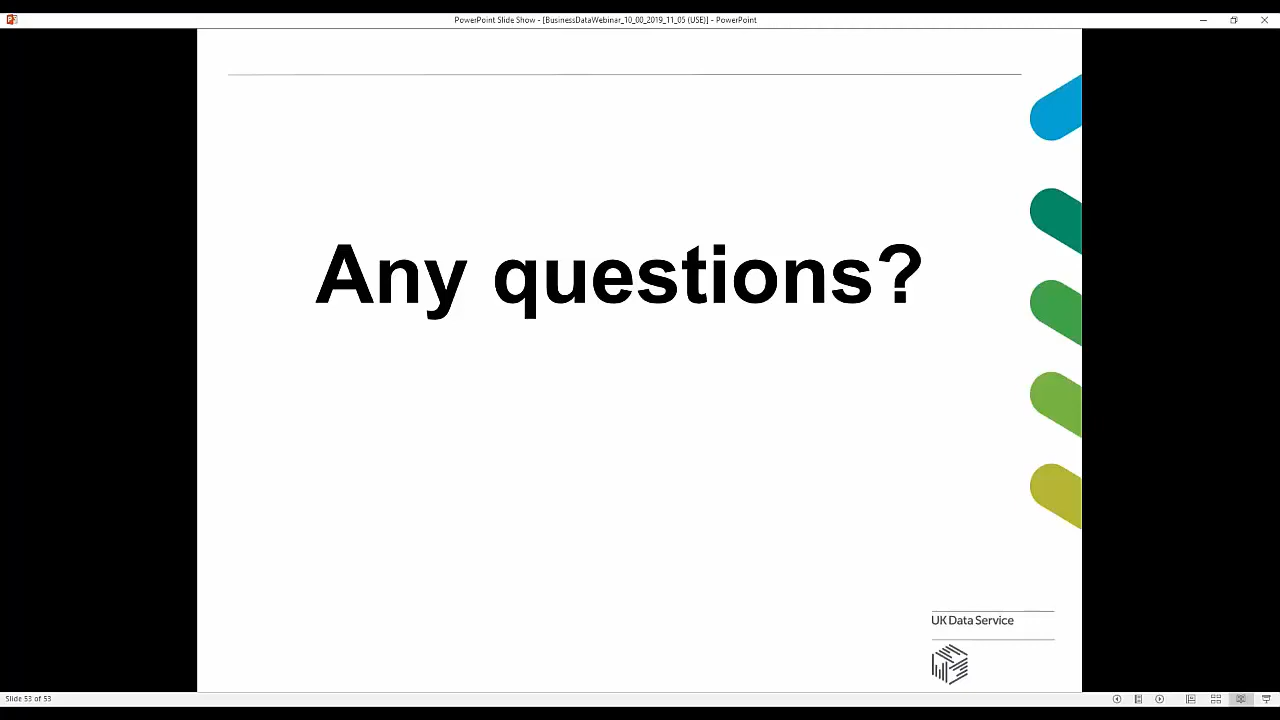 PowerPoint Slide Show - [BusinessDataWebinar_10_00_2019_11_05 (USE)] - PowerPoint
Any questions?
UK Data Service
Slide 53 of 53